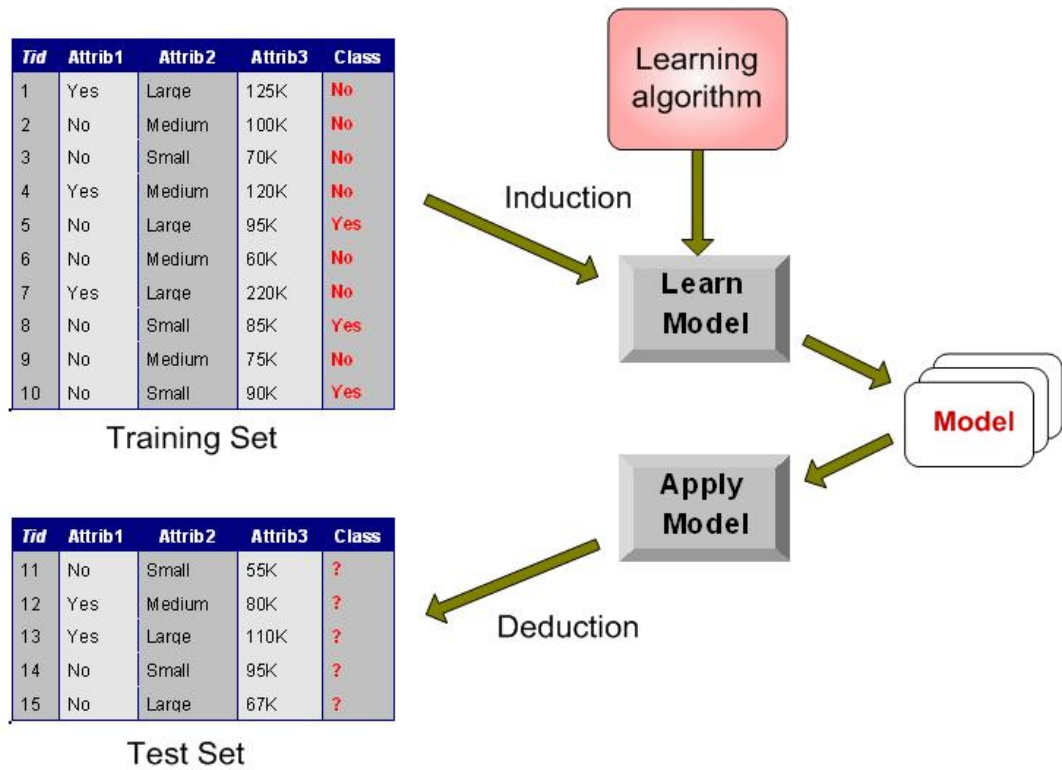 Tid Attrib1 Attrib2 Attrib3 Class
1 Yes Large 125K No
2 No Medium 100K No
3 No Small 70K No
4 Yes Medium 120K No
5 No Large 95K Yes
6 No Medium 60K No
7 Yes Large 220K No
8 No Small 85K Yes
9 No Medium 75K No
10 No Small 90K Yes
Training Set
Learning
algorithm
Induction
Learn
Model
Model
Apply
Model
Deduction
Tid Attrib1 Attrib2 Attrib3 Class
11 No Small 55K ?
12 Yes Medium 80K ?
13 Yes Large 110K ?
14 No Small 95K ?
15 No Large 67K ?
Test Set